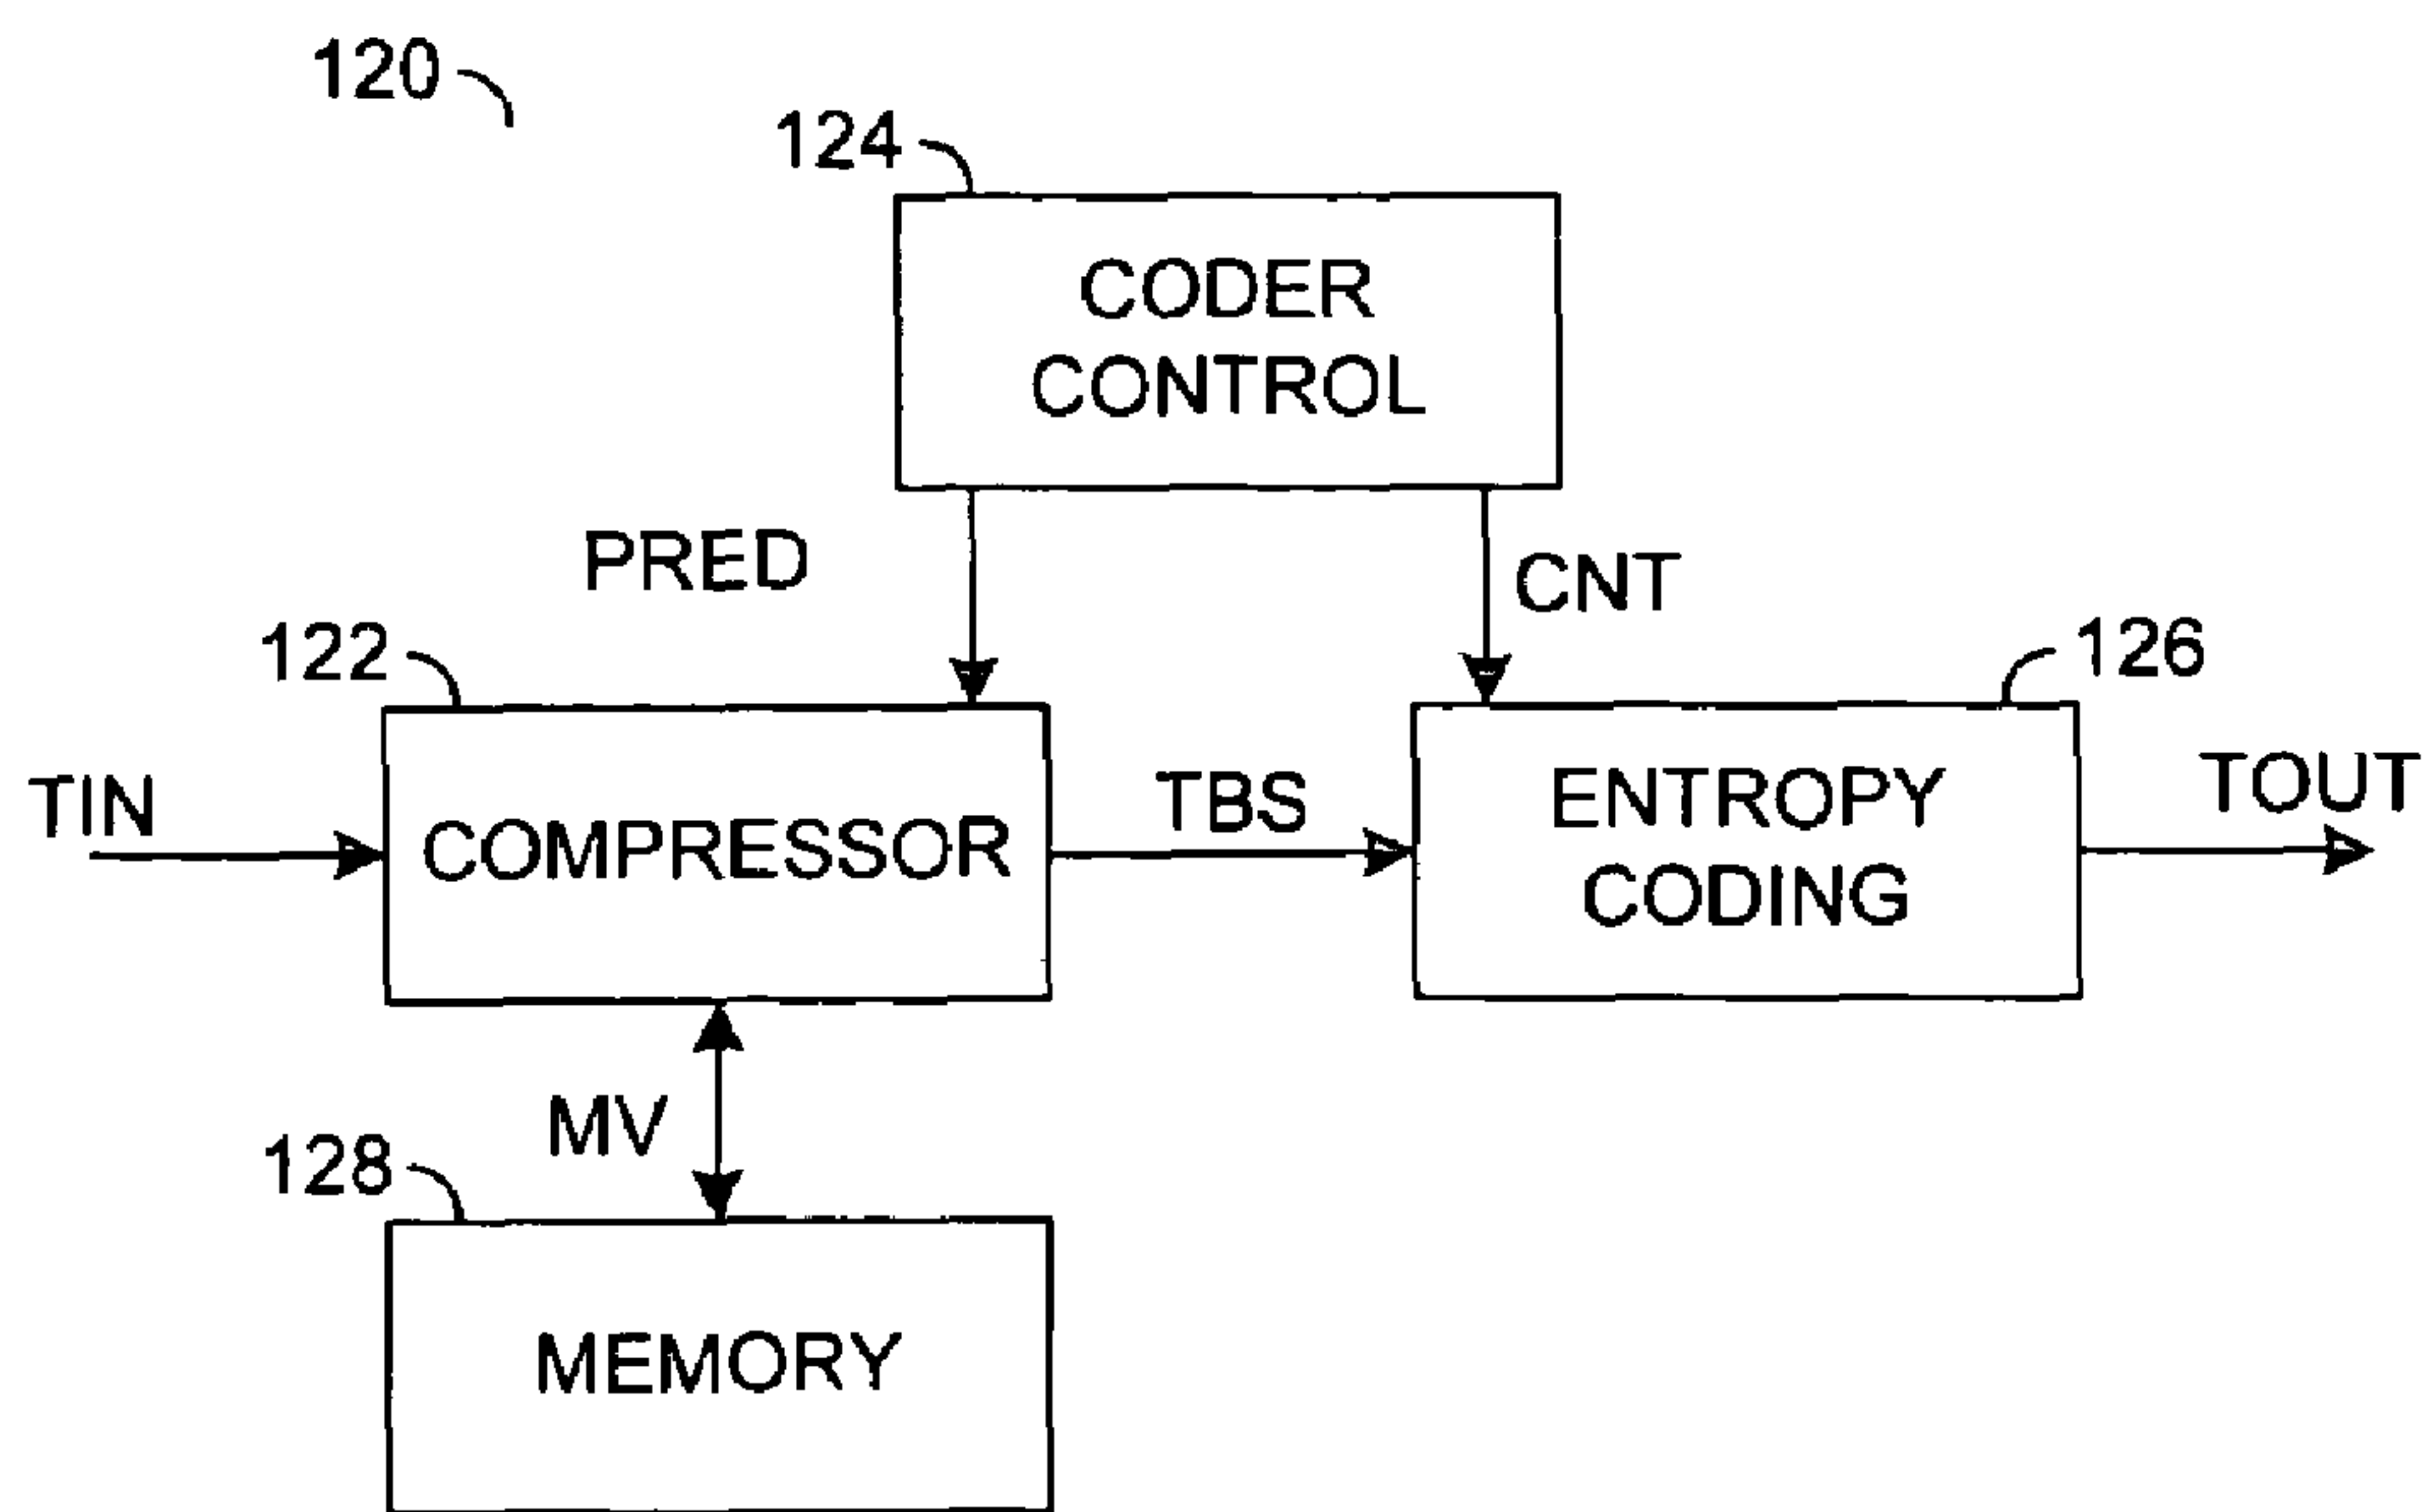 120
124
CODER
CONTROL
PRED
CNT
122
126
TIN
COMPRESSOR
TBS
ENTROPY
CODING
TOUT
MV
128
MEMORY